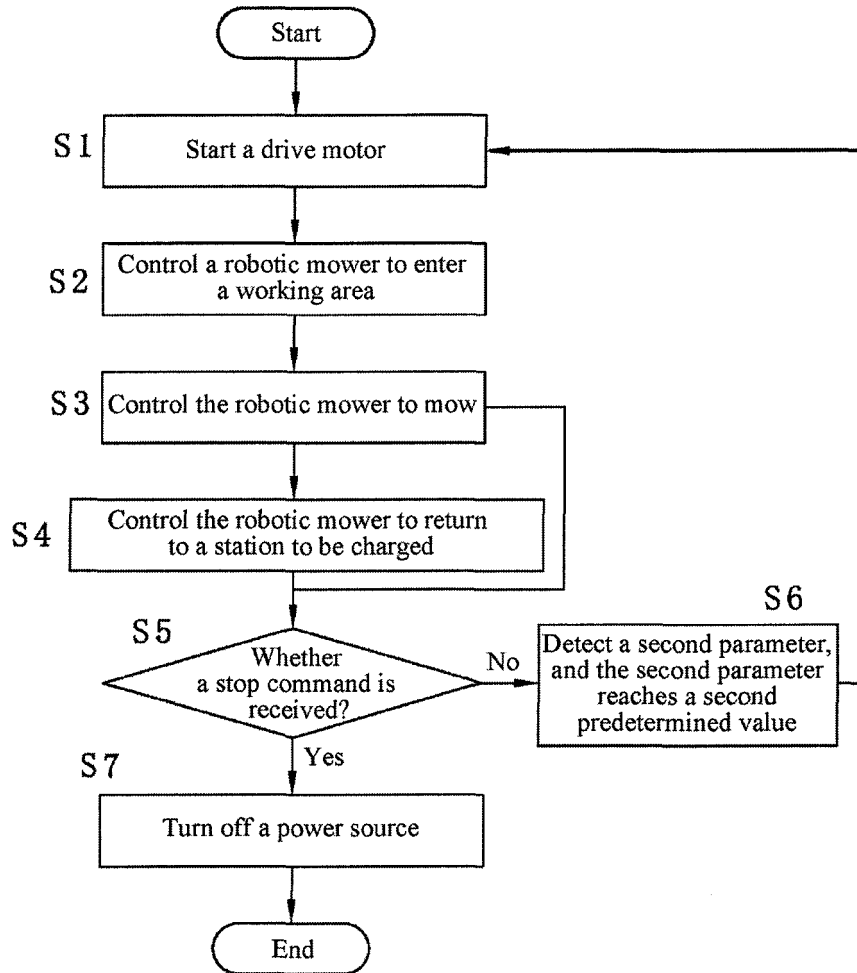 Start
S1
Start a drive motor
S2
Control a robotic mower to enter
a working area
S3
Control the robotic mower to mow
S4
Control the robotic mower to return
to a station to be charged
S5
Whether
a stop command is
received?
No
S6
Detect a second parameter,
and the second parameter
reaches a second
predetermined value
Yes
S7
Turn off a power source
End